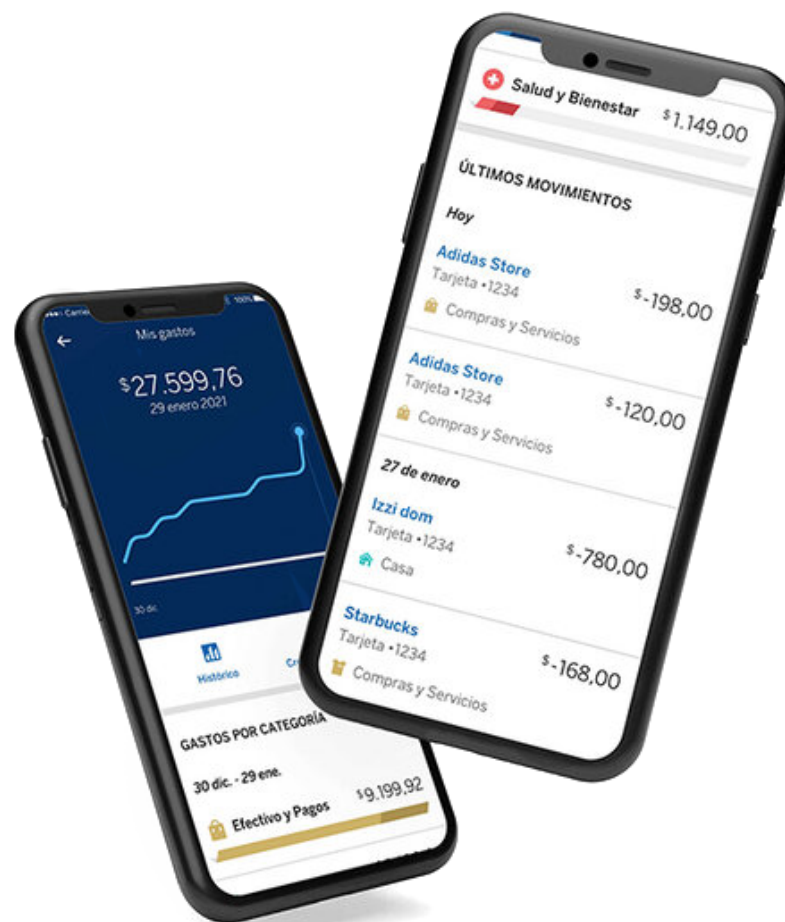 Carrier
100%
Mis gastos
$27.599,76
29 enero 2021
30 dic.
Histórico
GASTOS POR CATEGORÍA
30 dic. - 29 ene.
Efectivo y Pagos $9.199,92
Salud y Bienestar $1.149,00
ÚLTIMOS MOVIMIENTOS
Hoy
Adidas Store
Tarjeta •1234 $-198,00
Compras y Servicios
Adidas Store
Tarjeta •1234 $-120,00
Compras y Servicios
27 de enero
Izzi dom
Tarjeta •1234 $-780,00
Casa
Starbucks
Tarjeta •1234 $-168,00
Compras y Servicios